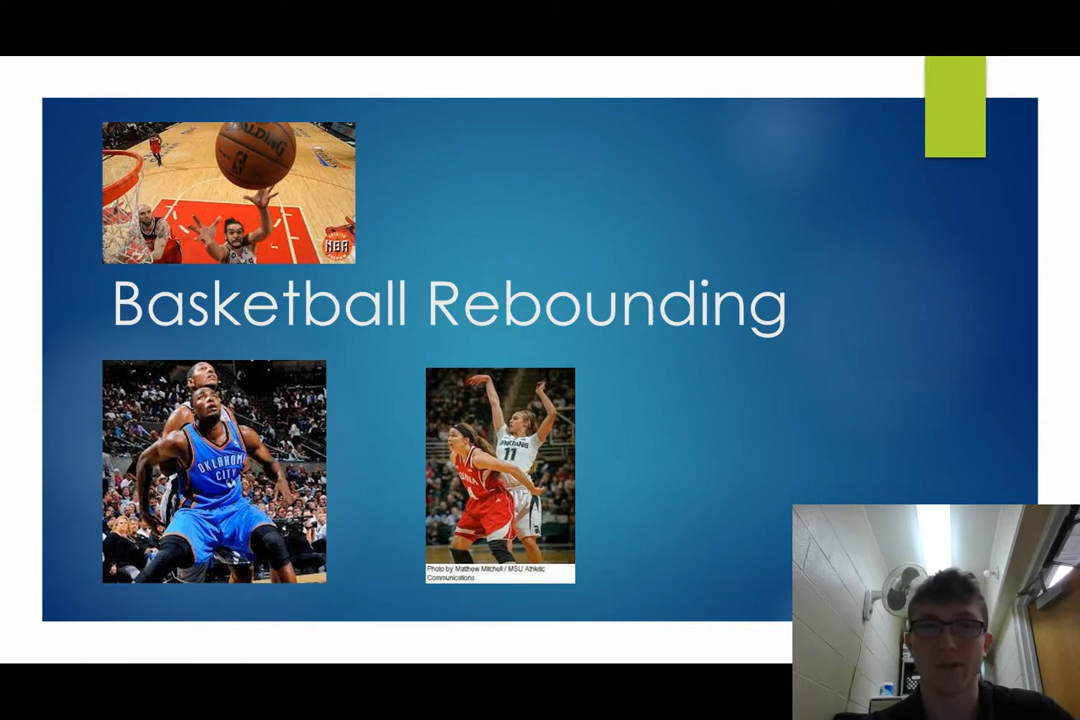 SPALDING
NBA
Basketball Rebounding
OKLAHOMA
CITY
SPARTANS
11
Photo by Matthew Mitchell / MSU Athletic
Communications